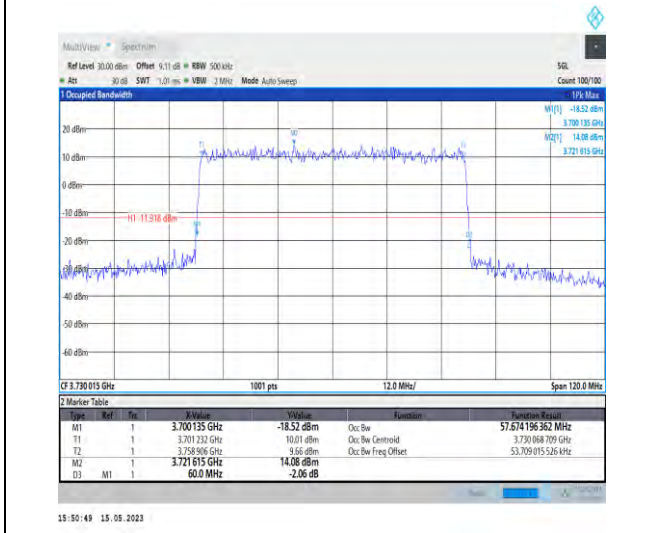 MultiView Spectrum
Ref Level 30.00 dBm Offset 9.11 dB RBW 500 kHz SGL
Att 30 dB SWT 1.01 ms VBW 2 MHz Mode Auto Sweep Count 100/100
1 Occupied Bandwidth 1Pk Max
M1[1] -18.52 dBm
3.700 135 GHz
M2[1] 14.08 dBm
3.721 615 GHz
20 dBm
10 dBm
0 dBm
-10 dBm
H1 -11.918 dBm
-20 dBm
-30 dBm
-40 dBm
-50 dBm
-60 dBm
T1
M2
T2
M1
D3
CF 3.730 015 GHz 1001 pts 12.0 MHz/ Span 120.0 MHz
2 Marker Table
Type Ref Trc X-Value Y-Value Function Function Result
M1 1 3.700 135 GHz -18.52 dBm Occ Bw 57.674 196 362 MHz
T1 1 3.701 232 GHz 10.01 dBm Occ Bw Centroid 3.730 068 709 GHz
T2 1 3.758 906 GHz 9.66 dBm Occ Bw Freq Offset 53.709 015 526 kHz
M2 1 3.721 615 GHz 14.08 dBm
D3 M1 1 60.0 MHz -2.06 dB
15:50:49 15.05.2023